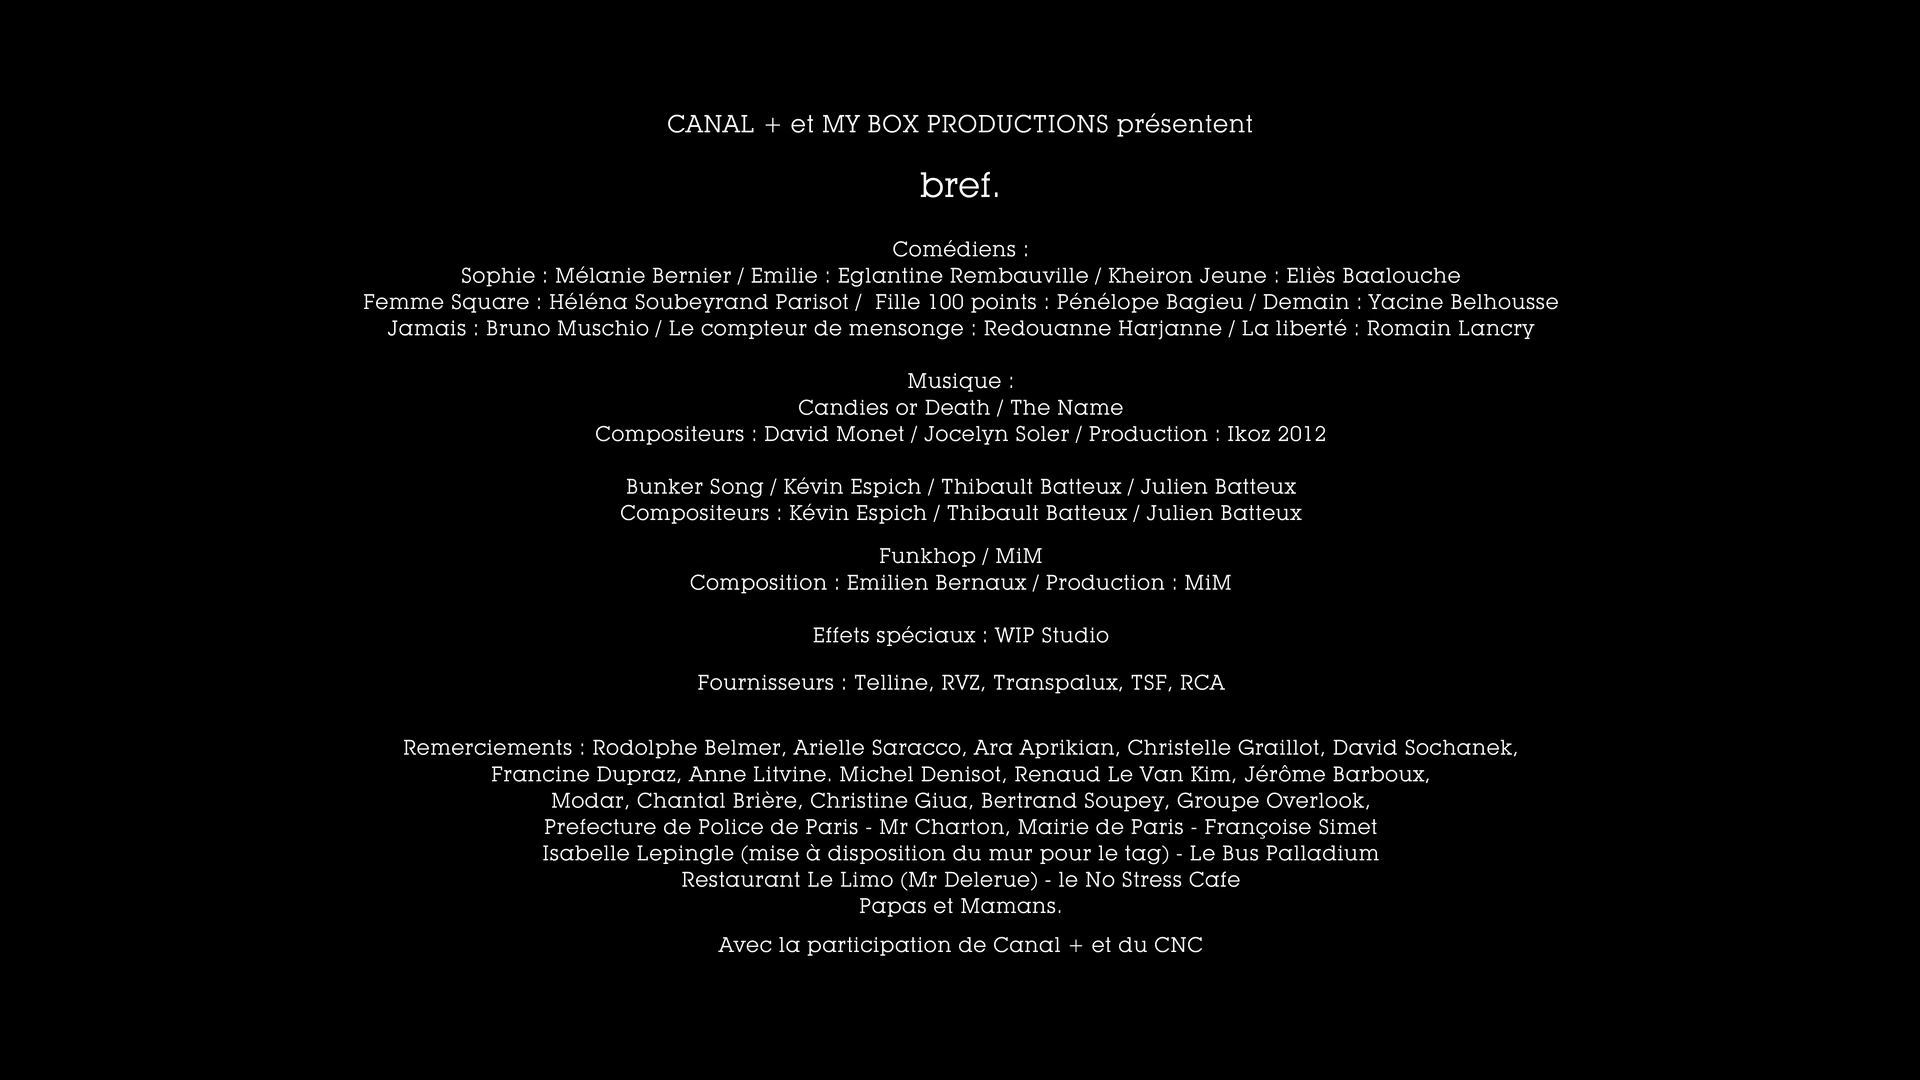 CANAL + et MY BOX PRODUCTIONS présentent
bref.
Comédiens :
Sophie : Mélanie Bernier / Emilie : Eglantine Rembauville / Kheiron Jeune : Eliès Baalouche
Femme Square : Héléna Soubeyrand Parisot /  Fille 100 points : Pénélope Bagieu / Demain : Yacine Belhousse
Jamais : Bruno Muschio / Le compteur de mensonge : Redouanne Harjanne / La liberté : Romain Lancry
Musique :
Candies or Death / The Name
Compositeurs : David Monet / Jocelyn Soler / Production : Ikoz 2012
Bunker Song / Kévin Espich / Thibault Batteux / Julien Batteux
Compositeurs : Kévin Espich / Thibault Batteux / Julien Batteux
Funkhop / MiM
Composition : Emilien Bernaux / Production : MiM
Effets spéciaux : WIP Studio
Fournisseurs : Telline, RVZ, Transpalux, TSF, RCA
Remerciements : Rodolphe Belmer, Arielle Saracco, Ara Aprikian, Christelle Graillot, David Sochanek,
Francine Dupraz, Anne Litvine. Michel Denisot, Renaud Le Van Kim, Jérôme Barboux,
Modar, Chantal Brière, Christine Giua, Bertrand Soupey, Groupe Overlook,
Prefecture de Police de Paris - Mr Charton, Mairie de Paris - Françoise Simet
Isabelle Lepingle (mise à disposition du mur pour le tag) - Le Bus Palladium
Restaurant Le Limo (Mr Delerue) - le No Stress Cafe
Papas et Mamans.
Avec la participation de Canal + et du CNC